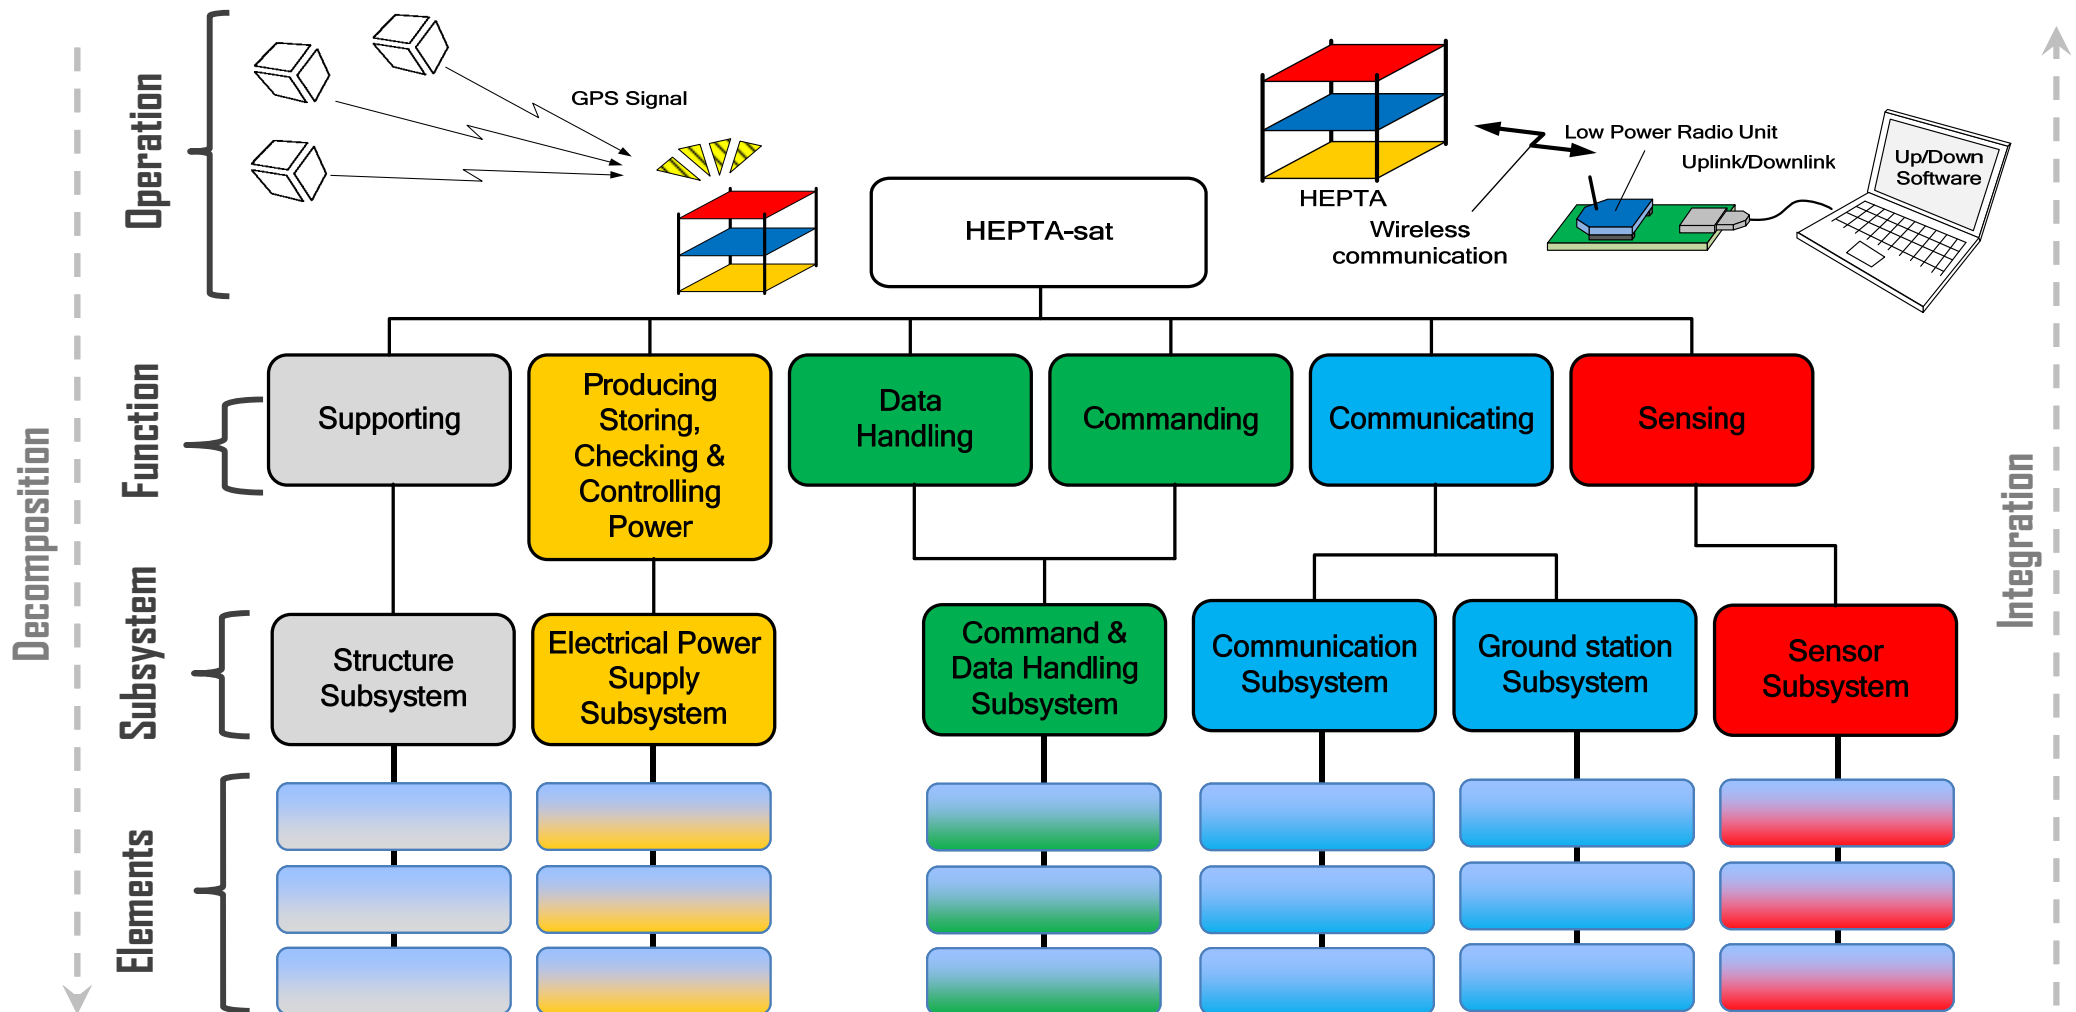 Operation
GPS Signal
HEPTA-sat
HEPTA
Wireless
communication
Low Power Radio Unit
Uplink/Downlink
Up/Down
Software
Decomposition
Integration
Function
Supporting
Producing
Storing,
Checking &
Controlling
Power
Data
Handling
Commanding
Communicating
Sensing
Subsystem
Structure
Subsystem
Electrical Power
Supply
Subsystem
Command &
Data Handling
Subsystem
Communication
Subsystem
Ground station
Subsystem
Sensor
Subsystem
Elements